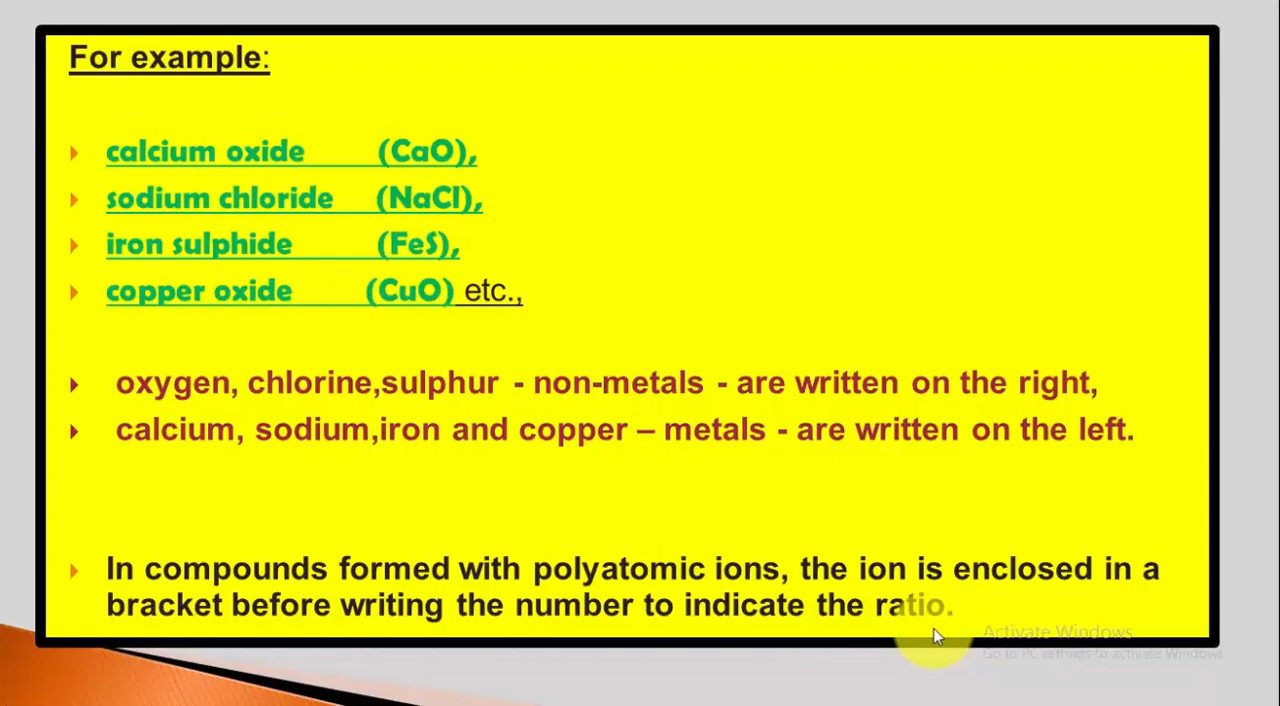 For example:
calcium oxide (CaO),
sodium chloride (NaCl),
iron sulphide (FeS),
copper oxide (CuO) etc.,
oxygen, chlorine,sulphur - non-metals - are written on the right,
calcium, sodium,iron and copper – metals - are written on the left.
In compounds formed with polyatomic ions, the ion is enclosed in a
bracket before writing the number to indicate the ratio.
Activate Windows
Go to PC settings to activate Windows